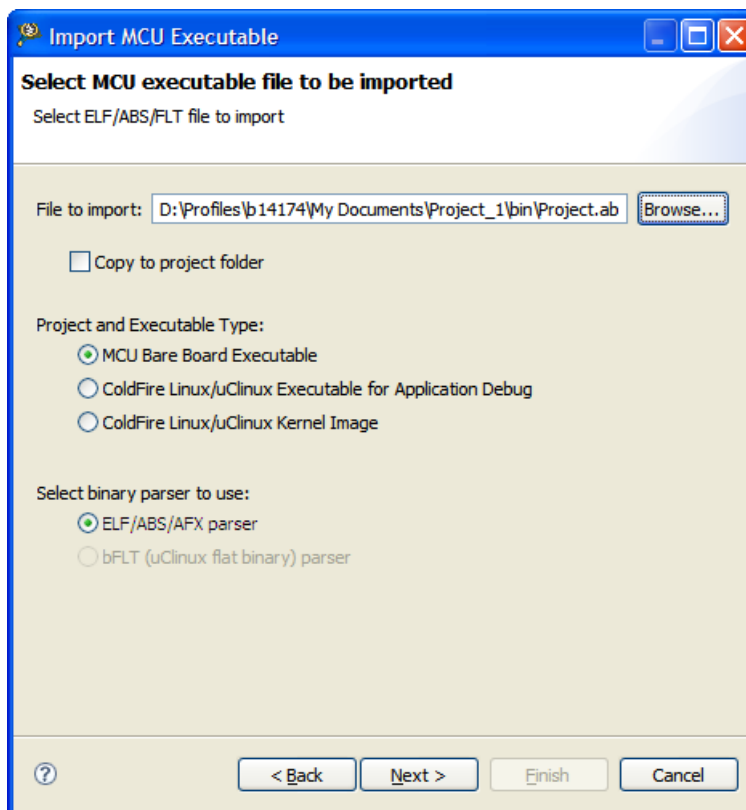 Import MCU Executable
Select MCU executable file to be imported
Select ELF/ABS/FLT file to import
File to import: D:\Profiles\b14174\My Documents\Project_1\bin\Project.ab Browse...
Copy to project folder
Project and Executable Type:
MCU Bare Board Executable
ColdFire Linux/uClinux Executable for Application Debug
ColdFire Linux/uClinux Kernel Image
Select binary parser to use:
ELF/ABS/AFX parser
bFLT (uClinux flat binary) parser
? < Back Next > Finish Cancel